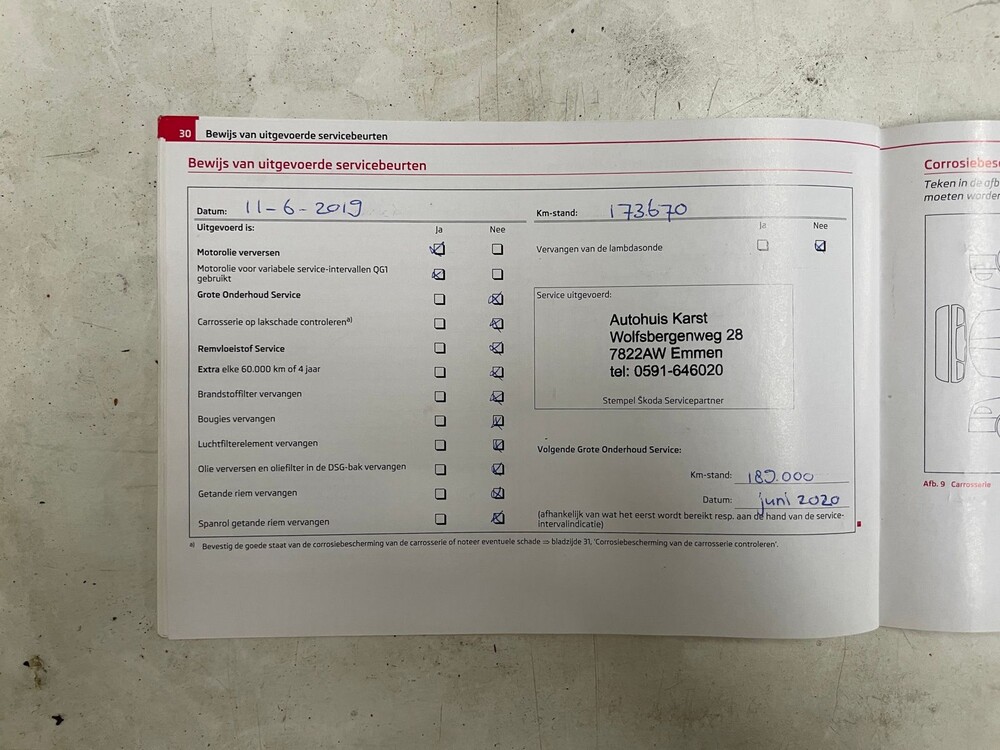 30 Bewijs van uitgevoerde servicebeurten
Bewijs van uitgevoerde servicebeurten
Datum: 11-6-2019
Uitgevoerd is: Ja Nee
Motorolie verversen
Motorolie voor variabele service-intervallen QG1
gebruikt
Grote Onderhoud Service
Carrosserie op lakschade controleren a)
Remvloeistof Service
Extra elke 60.000 km of 4 jaar
Brandstoffilter vervangen
Bougies vervangen
Luchtfilterelement vervangen
Olie verversen en oliefilter in de DSG-bak vervangen
Getande riem vervangen
Spanrol getande riem vervangen
Km-stand: 173.670
Ja Nee
Vervangen van de lambdasonde
Service uitgevoerd:
Autohuis Karst
Wolfsbergenweg 28
7822AW Emmen
tel: 0591-646020
Stempel Škoda Servicepartner
Volgende Grote Onderhoud Service:
Km-stand: 189.000
Datum: juni 2020
(afhankelijk van wat het eerst wordt bereikt resp. aan de hand van de service-
intervalindicatie)
a) Bevestig de goede staat van de corrosiebescherming van de carrosserie of noteer eventuele schade ⇒ bladzijde 31, 'Corrosiebescherming van de carrosserie controleren'.
Corrosiebes
Teken in de afb
moeten worden
Afb. 9 Carrosserie